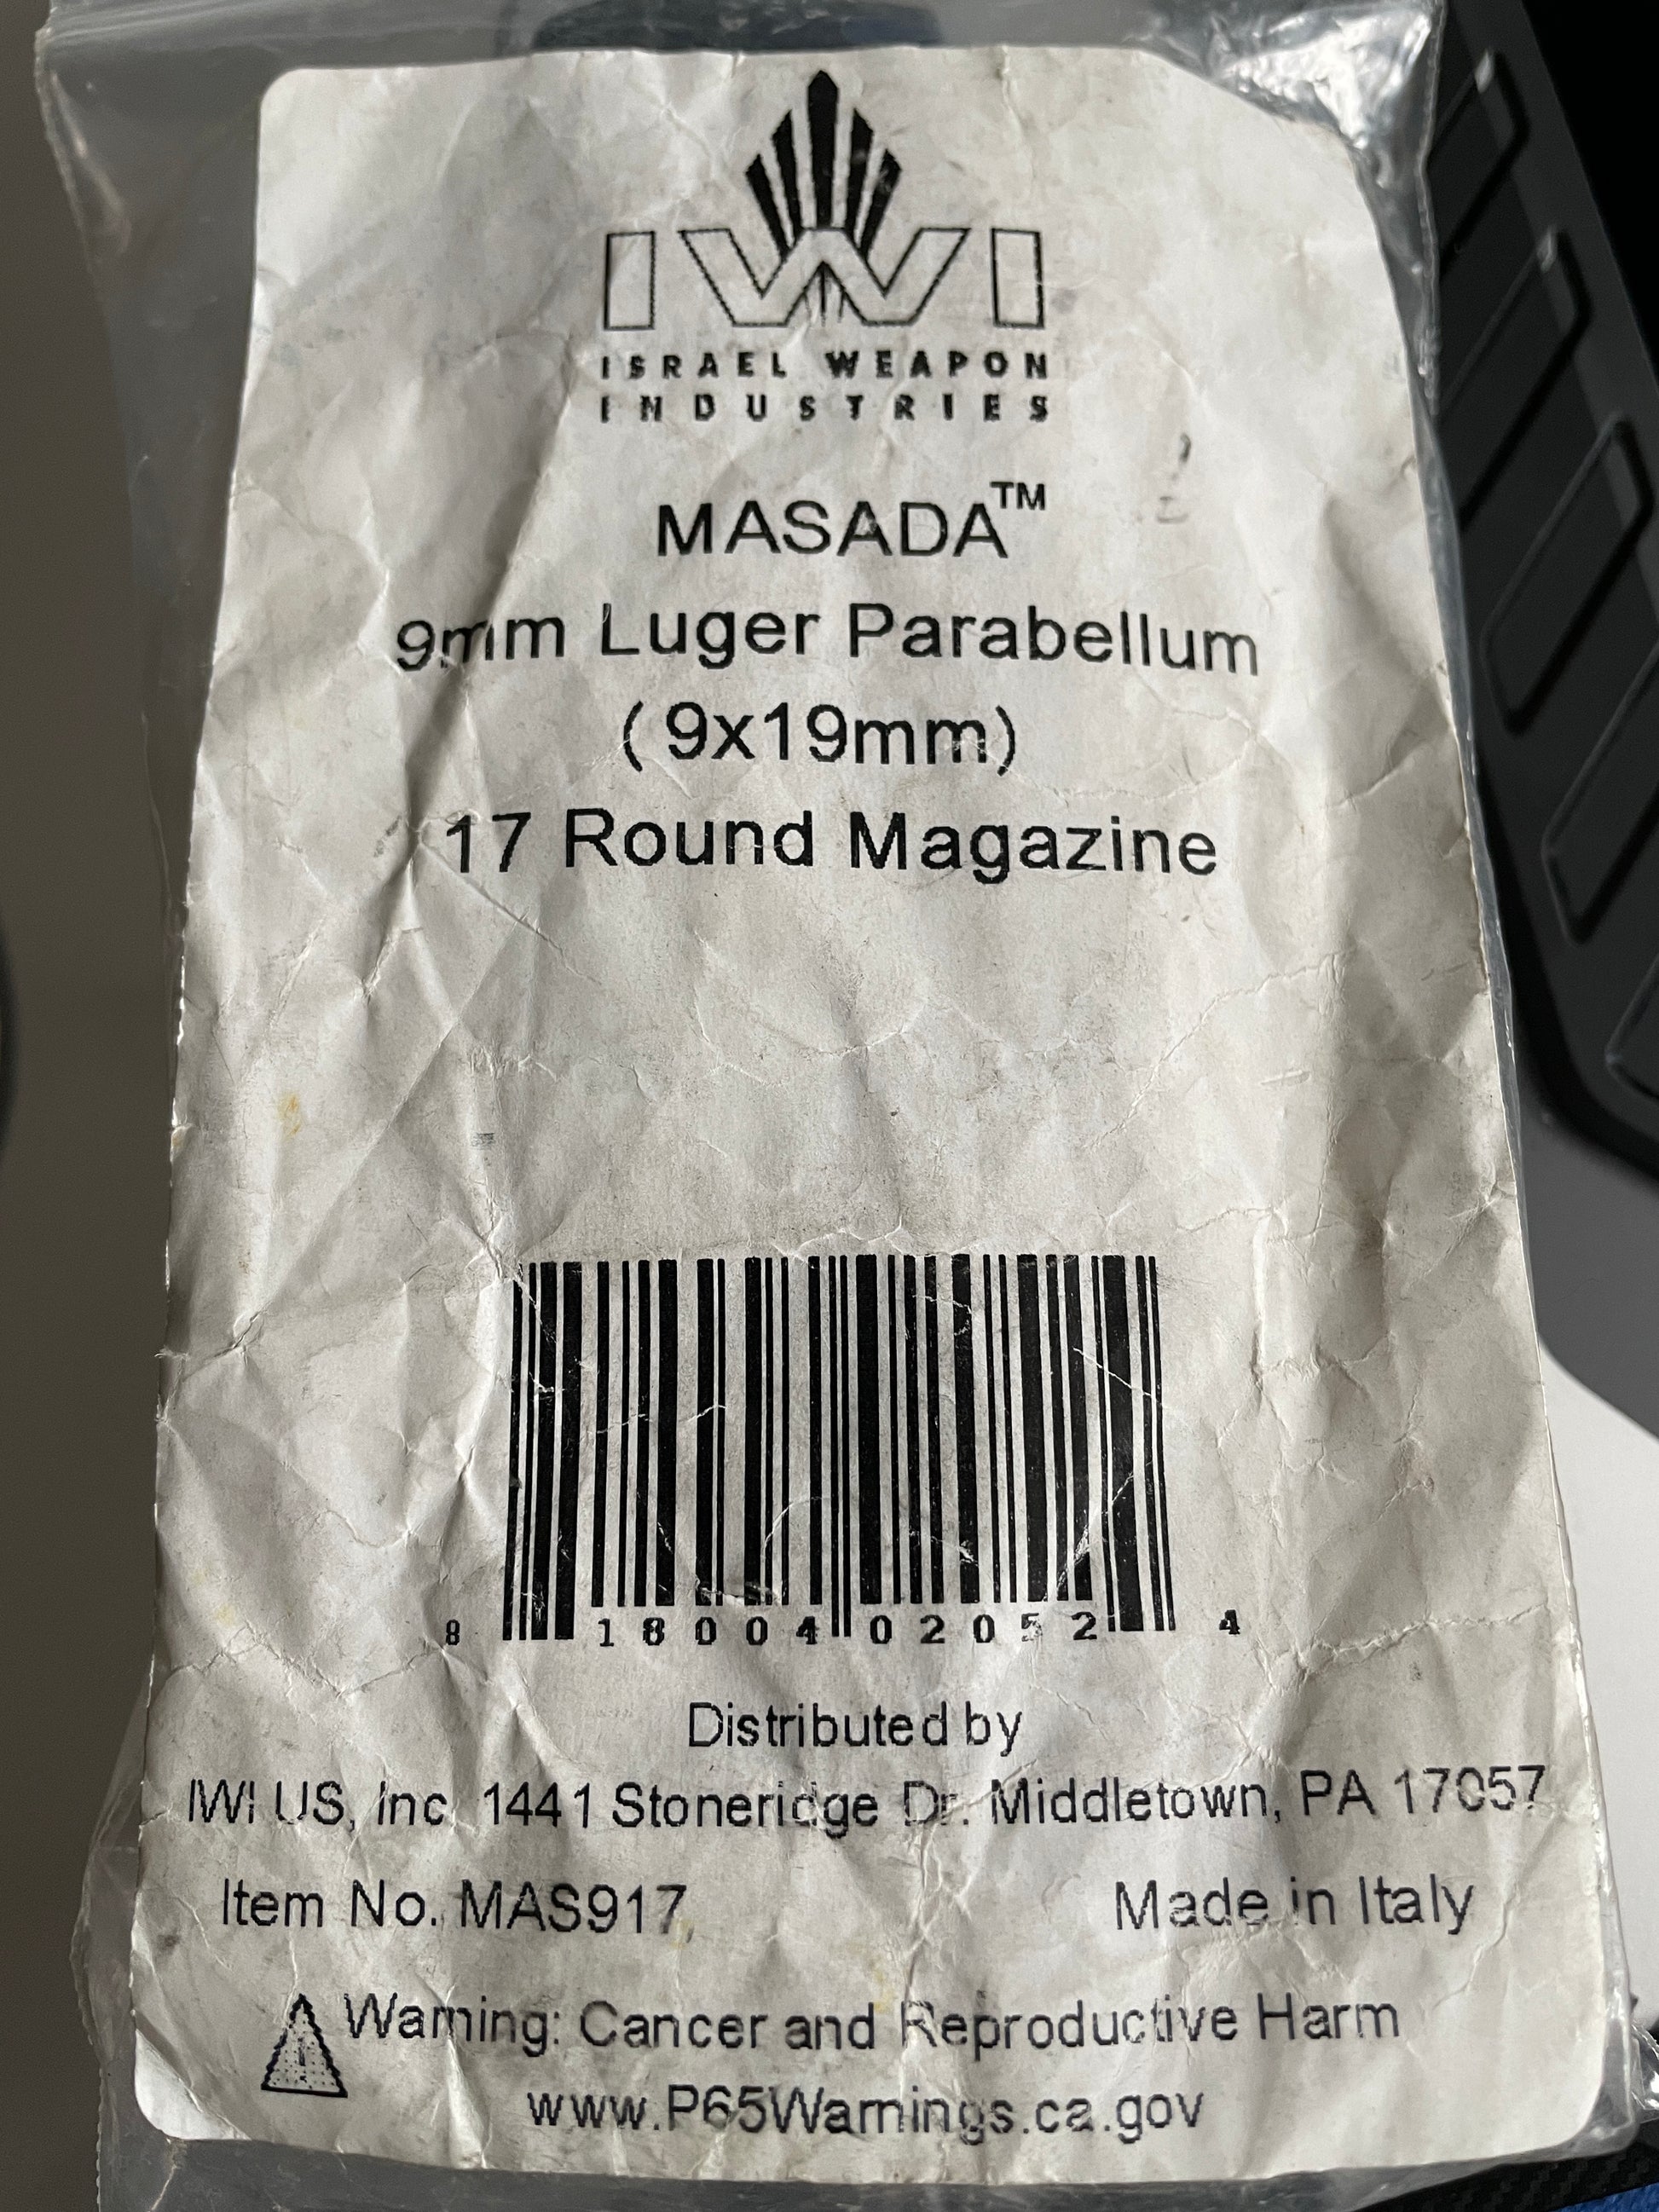 IWI
ISRAEL WEAPON
INDUSTRIES
MASADA™
9mm Luger Parabellum
(9x19mm)
17 Round Magazine
8 18004 02052 4
Distributed by
IWI US, Inc. 1441 Stoneridge Dr. Middletown, PA 17057
Item No. MAS917
Made in Italy
Warning: Cancer and Reproductive Harm
www.P65Warnings.ca.gov